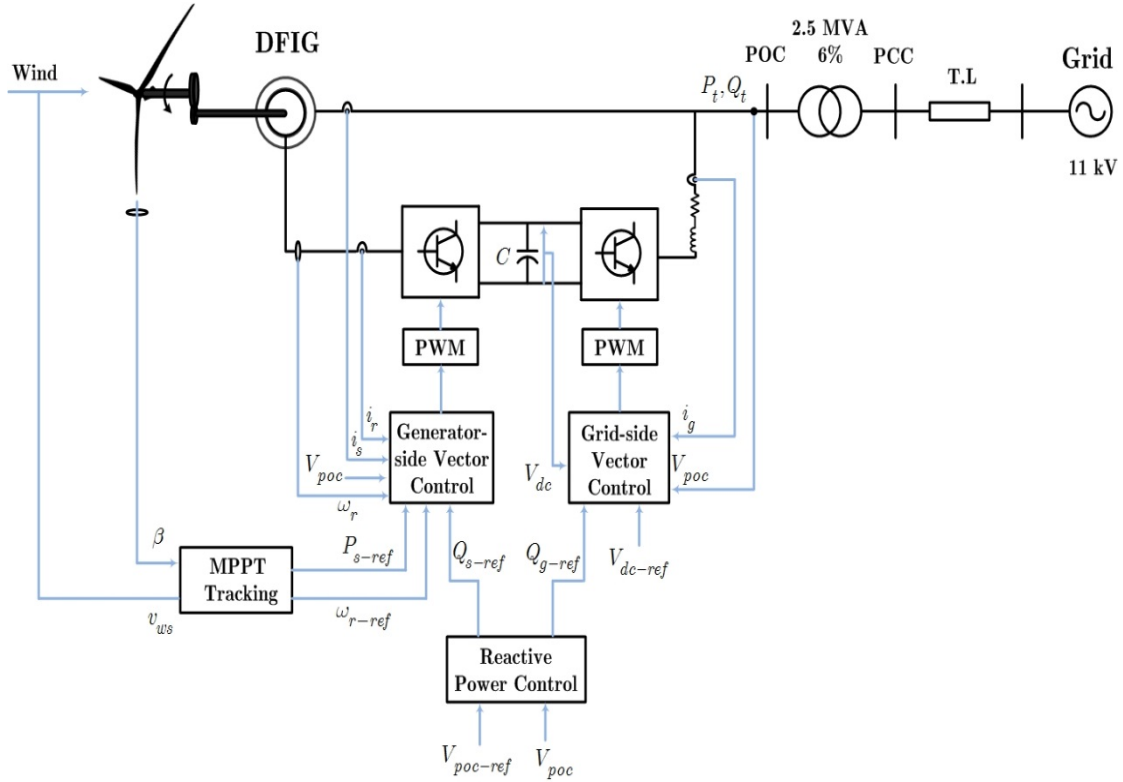 Wind
DFIG
P_t, Q_t
POC
2.5 MVA
6%
PCC
T.L
Grid
11 kV
C
PWM
PWM
i_r
i_s
V_poc
ω_r
Generator-
side Vector
Control
V_dc
Grid-side
Vector
Control
i_g
V_poc
β
MPPT
Tracking
v_ws
P_s-ref
ω_r-ref
Q_s-ref
Q_g-ref
V_dc-ref
Reactive
Power Control
V_poc-ref
V_poc